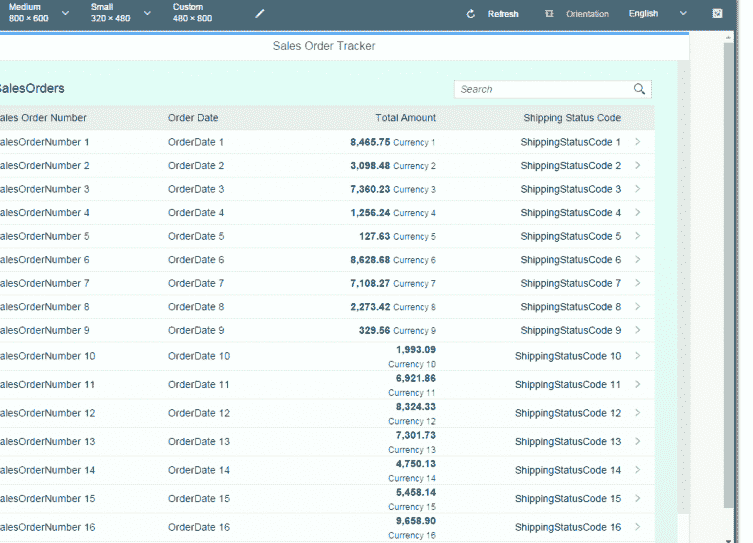 Medium Small Custom
800 × 600 320 × 480 480 × 800 Refresh Orientation English
Sales Order Tracker
SalesOrders Search
ales Order Number Order Date Total Amount Shipping Status Code
alesOrderNumber 1 OrderDate 1 8,465.75 Currency 1 ShippingStatusCode 1
alesOrderNumber 2 OrderDate 2 3,098.48 Currency 2 ShippingStatusCode 2
alesOrderNumber 3 OrderDate 3 7,360.23 Currency 3 ShippingStatusCode 3
alesOrderNumber 4 OrderDate 4 1,256.24 Currency 4 ShippingStatusCode 4
alesOrderNumber 5 OrderDate 5 127.63 Currency 5 ShippingStatusCode 5
alesOrderNumber 6 OrderDate 6 8,628.68 Currency 6 ShippingStatusCode 6
alesOrderNumber 7 OrderDate 7 7,108.27 Currency 7 ShippingStatusCode 7
alesOrderNumber 8 OrderDate 8 2,273.42 Currency 8 ShippingStatusCode 8
alesOrderNumber 9 OrderDate 9 329.56 Currency 9 ShippingStatusCode 9
alesOrderNumber 10 OrderDate 10 1,993.09 ShippingStatusCode 10
Currency 10
alesOrderNumber 11 OrderDate 11 6,921.86 ShippingStatusCode 11
Currency 11
alesOrderNumber 12 OrderDate 12 8,324.33 ShippingStatusCode 12
Currency 12
alesOrderNumber 13 OrderDate 13 7,301.73 ShippingStatusCode 13
Currency 13
alesOrderNumber 14 OrderDate 14 4,750.13 ShippingStatusCode 14
Currency 14
alesOrderNumber 15 OrderDate 15 5,458.14 ShippingStatusCode 15
Currency 15
alesOrderNumber 16 OrderDate 16 9,658.90 ShippingStatusCode 16
Currency 16